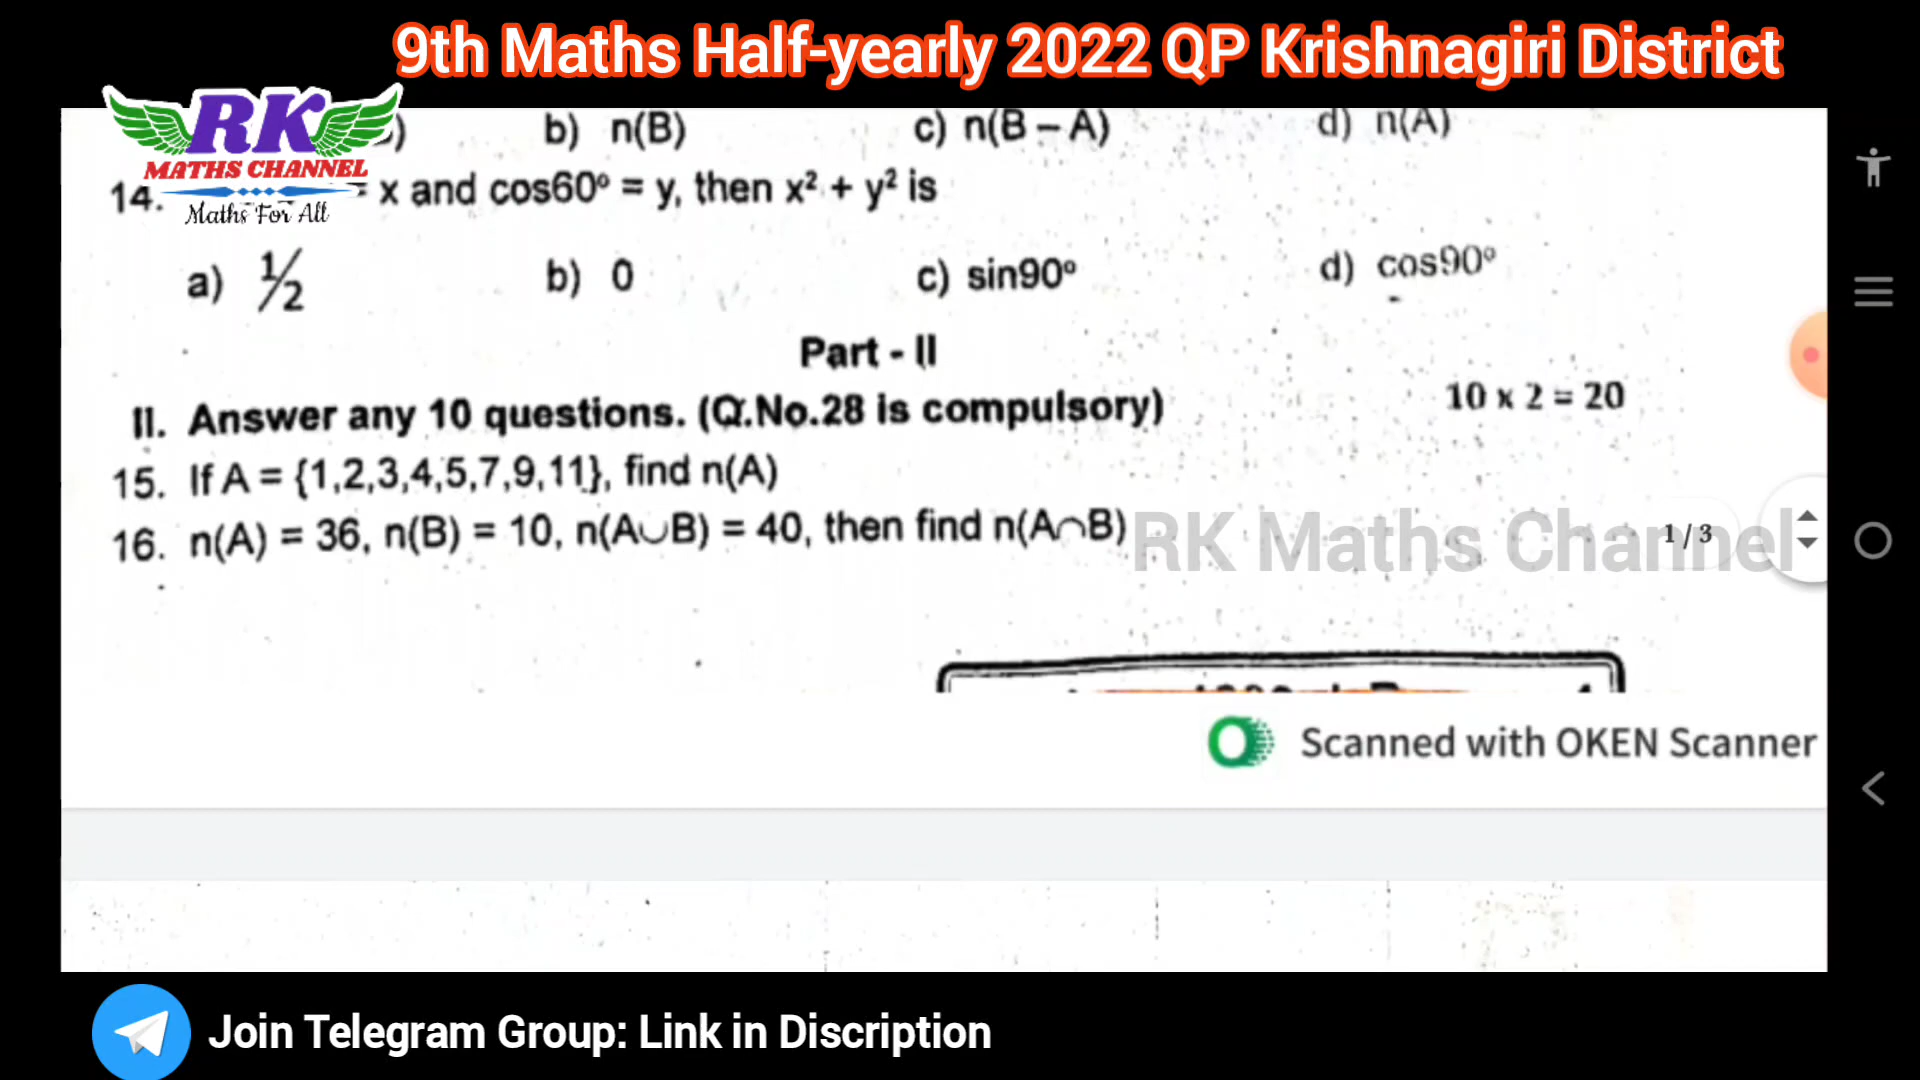 9th Maths Half-yearly 2022 QP Krishnagiri District
RK
MATHS CHANNEL
Maths For All
b) n(B) c) n(B – A) d) n(A)
14. = x and cos60° = y, then x² + y² is
a) ½ b) 0 c) sin90° d) cos90°
Part - II
II. Answer any 10 questions. (Q.No.28 is compulsory) 10 x 2 = 20
15. If A = {1,2,3,4,5,7,9,11}, find n(A)
16. n(A) = 36, n(B) = 10, n(A∪B) = 40, then find n(A∩B)
RK Maths Channel
1 / 3
Scanned with OKEN Scanner
Join Telegram Group: Link in Discription